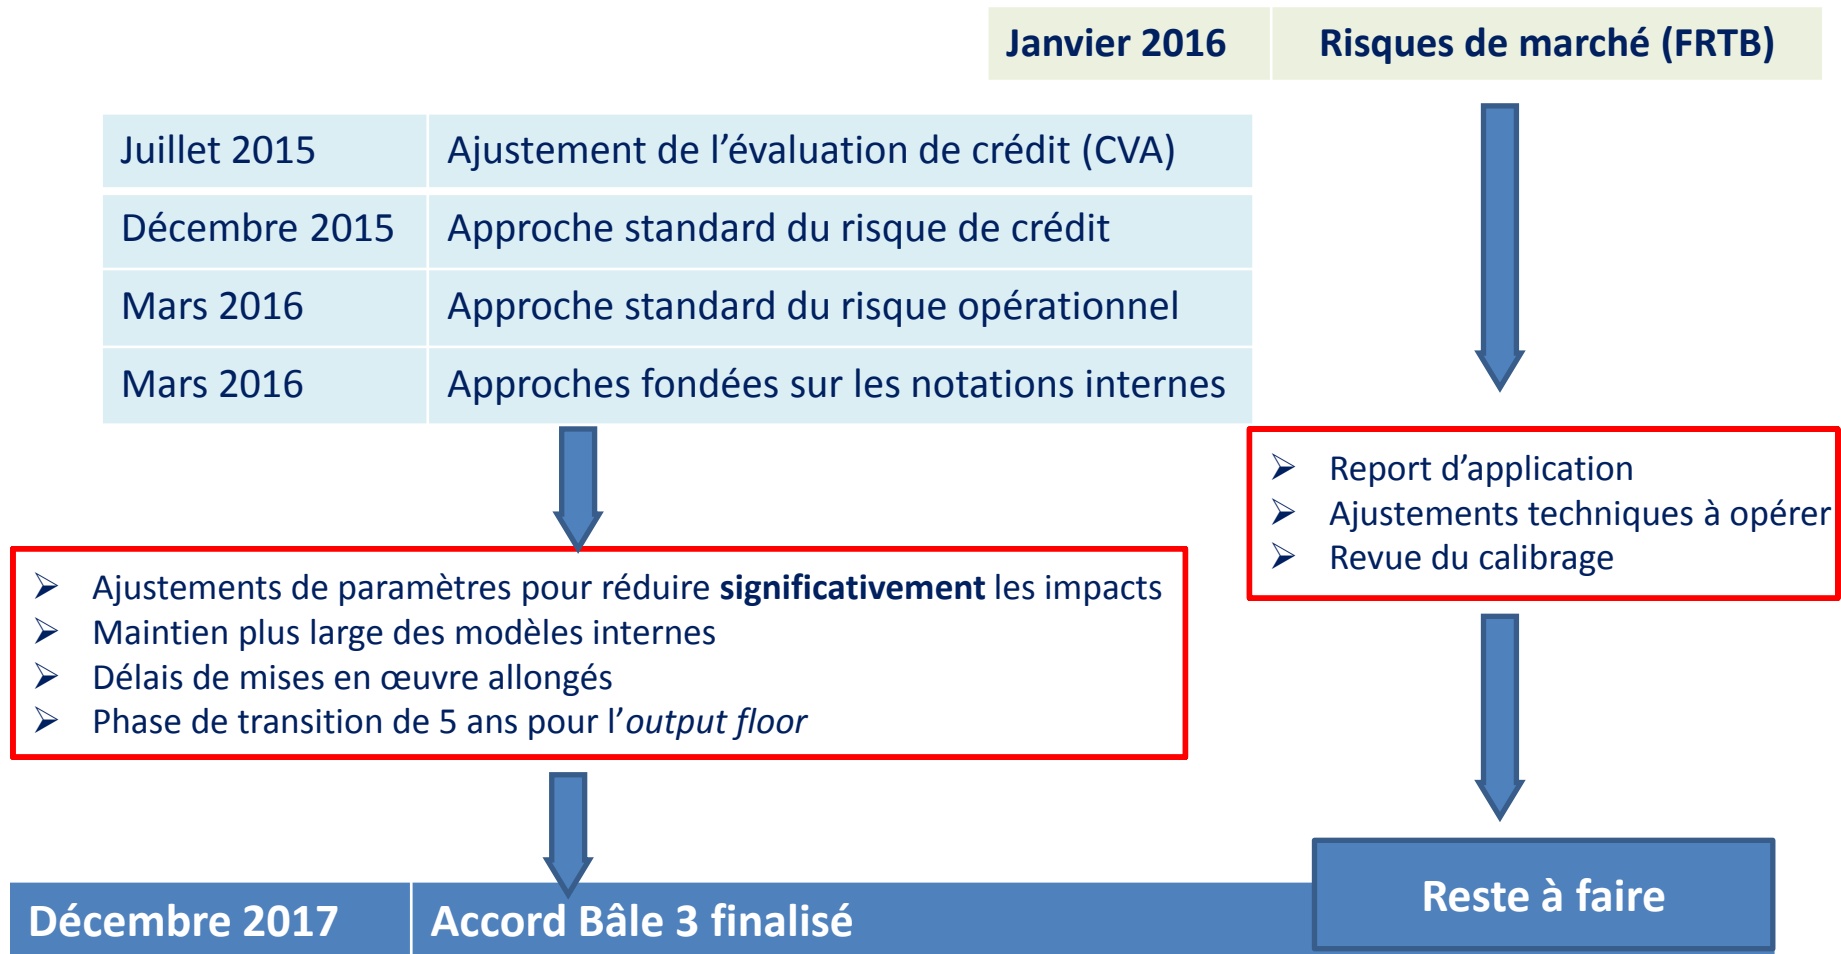 Janvier 2016 Risques de marché (FRTB)
Juillet 2015 Ajustement de l’évaluation de crédit (CVA)
Décembre 2015 Approche standard du risque de crédit
Mars 2016 Approche standard du risque opérationnel
Mars 2016 Approches fondées sur les notations internes
➢ Report d’application
➢ Ajustements techniques à opérer
➢ Revue du calibrage
➢ Ajustements de paramètres pour réduire significativement les impacts
➢ Maintien plus large des modèles internes
➢ Délais de mises en œuvre allongés
➢ Phase de transition de 5 ans pour l’output floor
Reste à faire
Décembre 2017 Accord Bâle 3 finalisé